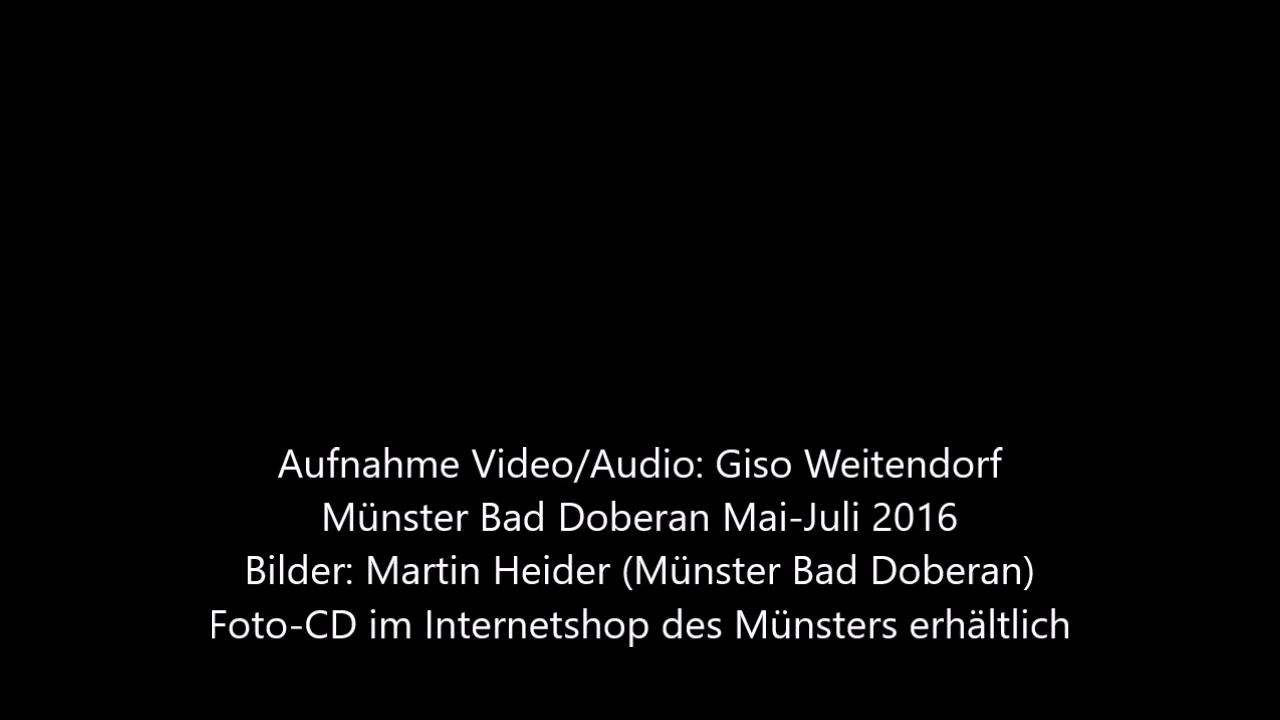 Aufnahme Video/Audio: Giso Weitendorf
Münster Bad Doberan Mai-Juli 2016
Bilder: Martin Heider (Münster Bad Doberan)
Foto-CD im Internetshop des Münsters erhältlich